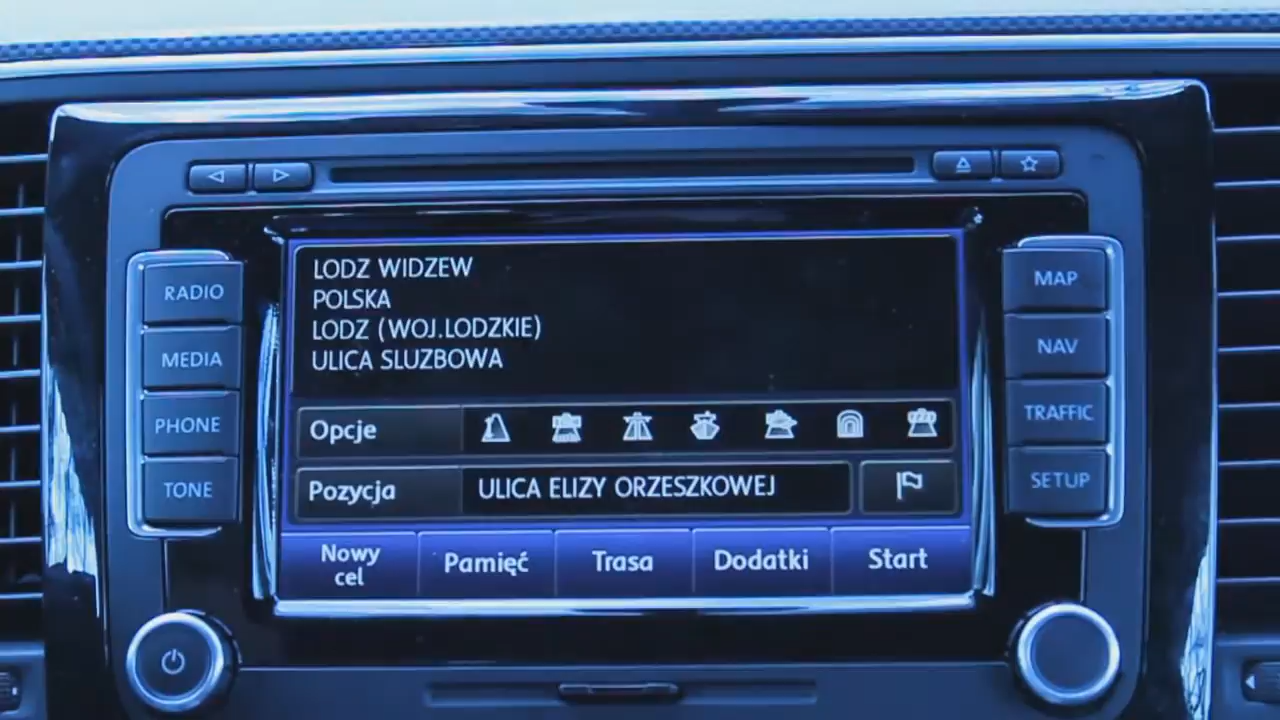 LODZ WIDZEW
POLSKA
LODZ (WOJ.LODZKIE)
ULICA SLUZBOWA
RADIO
MEDIA
PHONE
TONE
MAP
NAV
TRAFFIC
SETUP
Opcje
Pozycja
ULICA ELIZY ORZESZKOWEJ
Nowy
cel
Pamięć
Trasa
Dodatki
Start